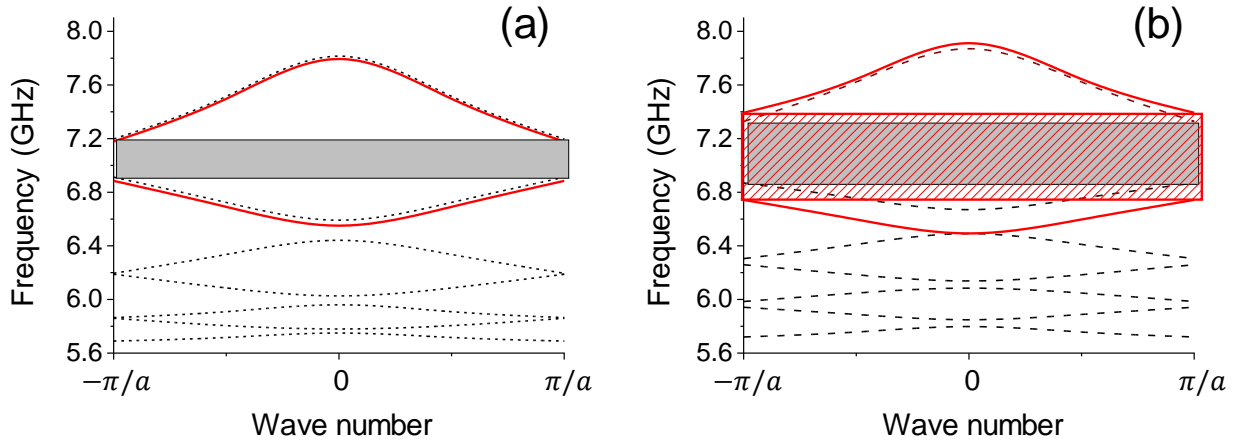 (a)
8.0
7.6
7.2
6.8
6.4
6.0
5.6
Frequency (GHz)
−π/a
0
π/a
Wave number
(b)
8.0
7.6
7.2
6.8
6.4
6.0
5.6
Frequency (GHz)
−π/a
0
π/a
Wave number